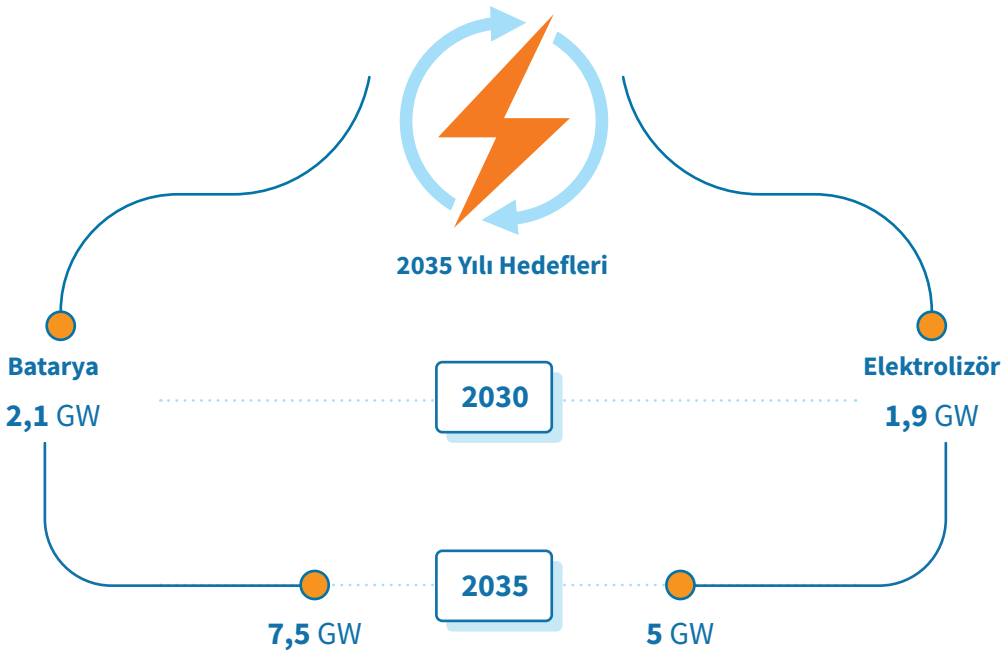 2035 Yılı Hedefleri
Batarya
Elektrolizör
2030
2,1 GW
1,9 GW
2035
7,5 GW
5 GW